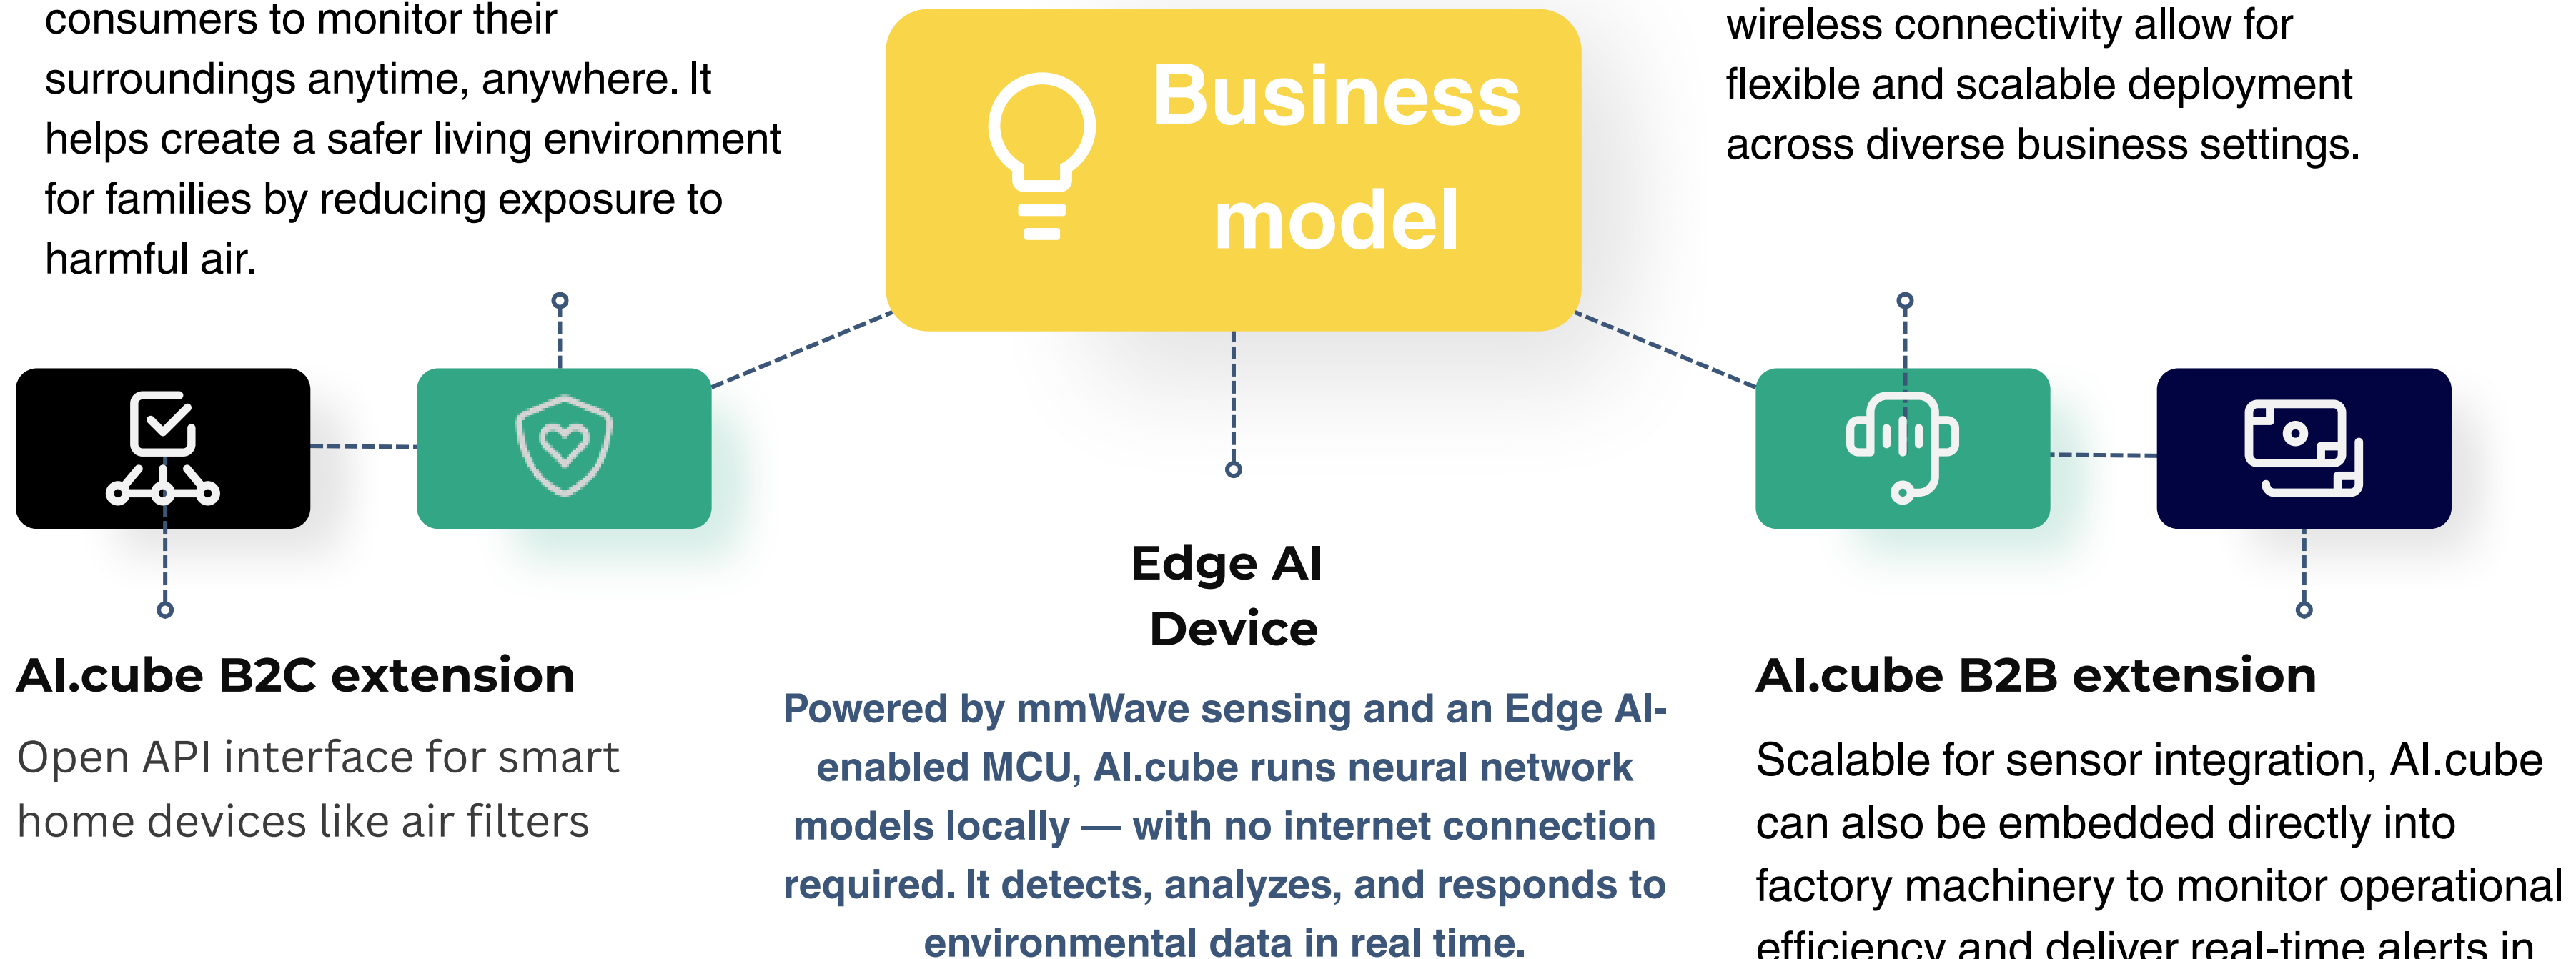 consumers to monitor their
surroundings anytime, anywhere. It
helps create a safer living environment
for families by reducing exposure to
harmful air.
Business
model
wireless connectivity allow for
flexible and scalable deployment
across diverse business settings.
AI.cube B2C extension
Open API interface for smart
home devices like air filters
Edge AI
Device
Powered by mmWave sensing and an Edge AI-
enabled MCU, AI.cube runs neural network
models locally — with no internet connection
required. It detects, analyzes, and responds to
environmental data in real time.
AI.cube B2B extension
Scalable for sensor integration, AI.cube
can also be embedded directly into
factory machinery to monitor operational
efficiency and deliver real-time alerts in